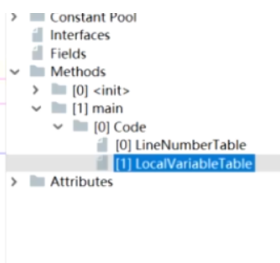 Constant Pool
Interfaces
Fields
Methods
[0] <init>
[1] main
[0] Code
[0] LineNumberTable
[1] LocalVariableTable
Attributes